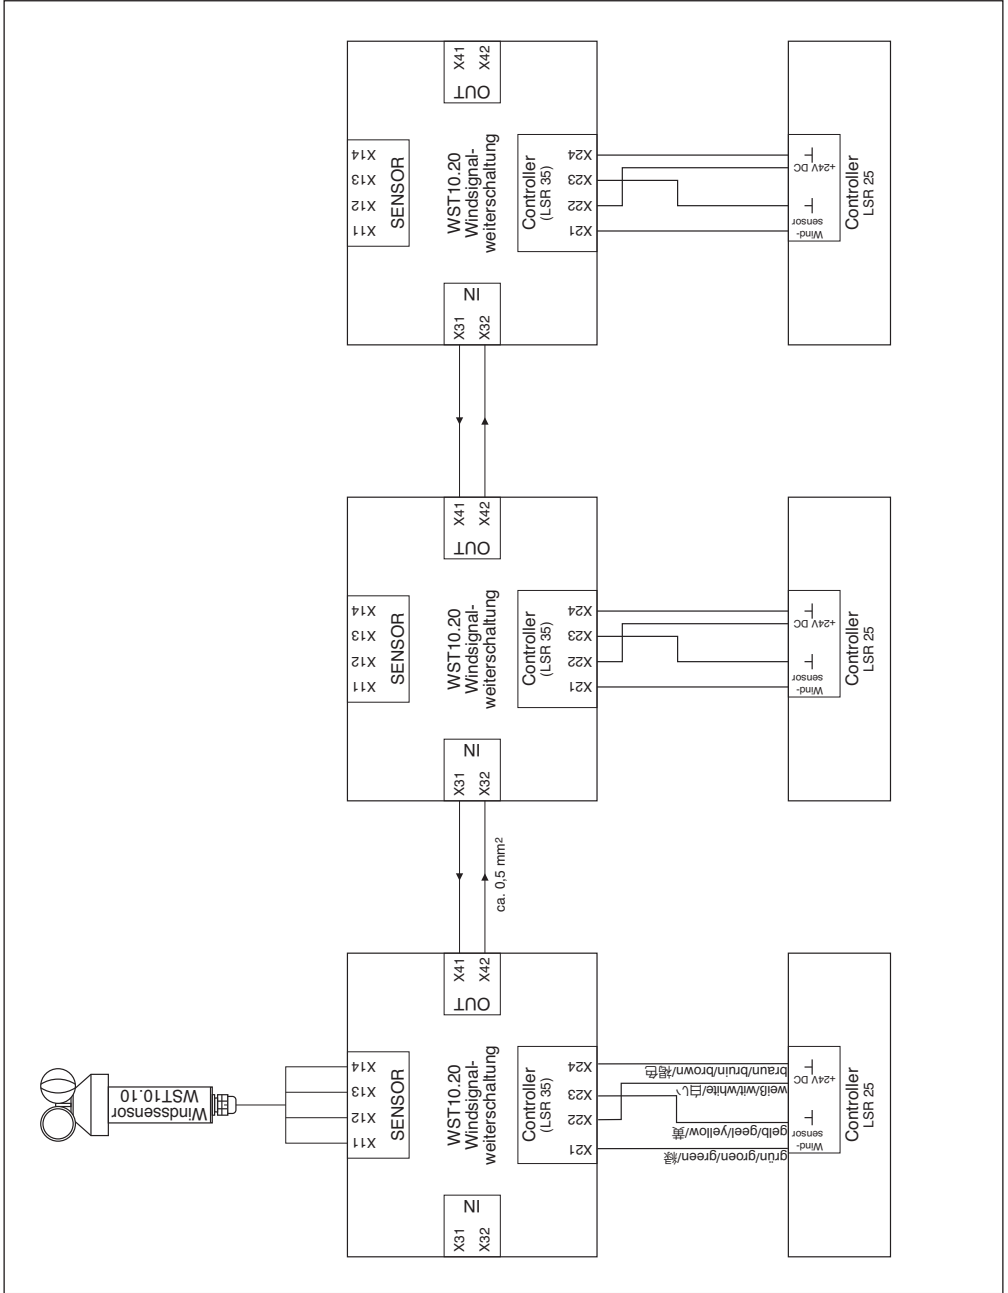 X41
X42
OUT
X14
X13
X12
X11
SENSOR
WST10.20
Windsignal-
weiterschaltung
Controller
(LSR 35)
X24
X23
X22
X21
IN
X31
X32
+24V DC
Wind-
sensor
Controller
LSR 25
X41
X42
OUT
X14
X13
X12
X11
SENSOR
WST10.20
Windsignal-
weiterschaltung
Controller
(LSR 35)
X24
X23
X22
X21
IN
X31
X32
+24V DC
Wind-
sensor
Controller
LSR 25
ca. 0,5 mm²
Windssensor
WST10.10
X41
X42
OUT
X14
X13
X12
X11
SENSOR
WST10.20
Windsignal-
weiterschaltung
Controller
(LSR 35)
X24
X23
X22
X21
IN
X31
X32
braun/bruin/brown/褐色
weiß/wit/white/白い
gelb/geel/yellow/黄
grün/groen/green/緑
+24V DC
Wind-
sensor
Controller
LSR 25